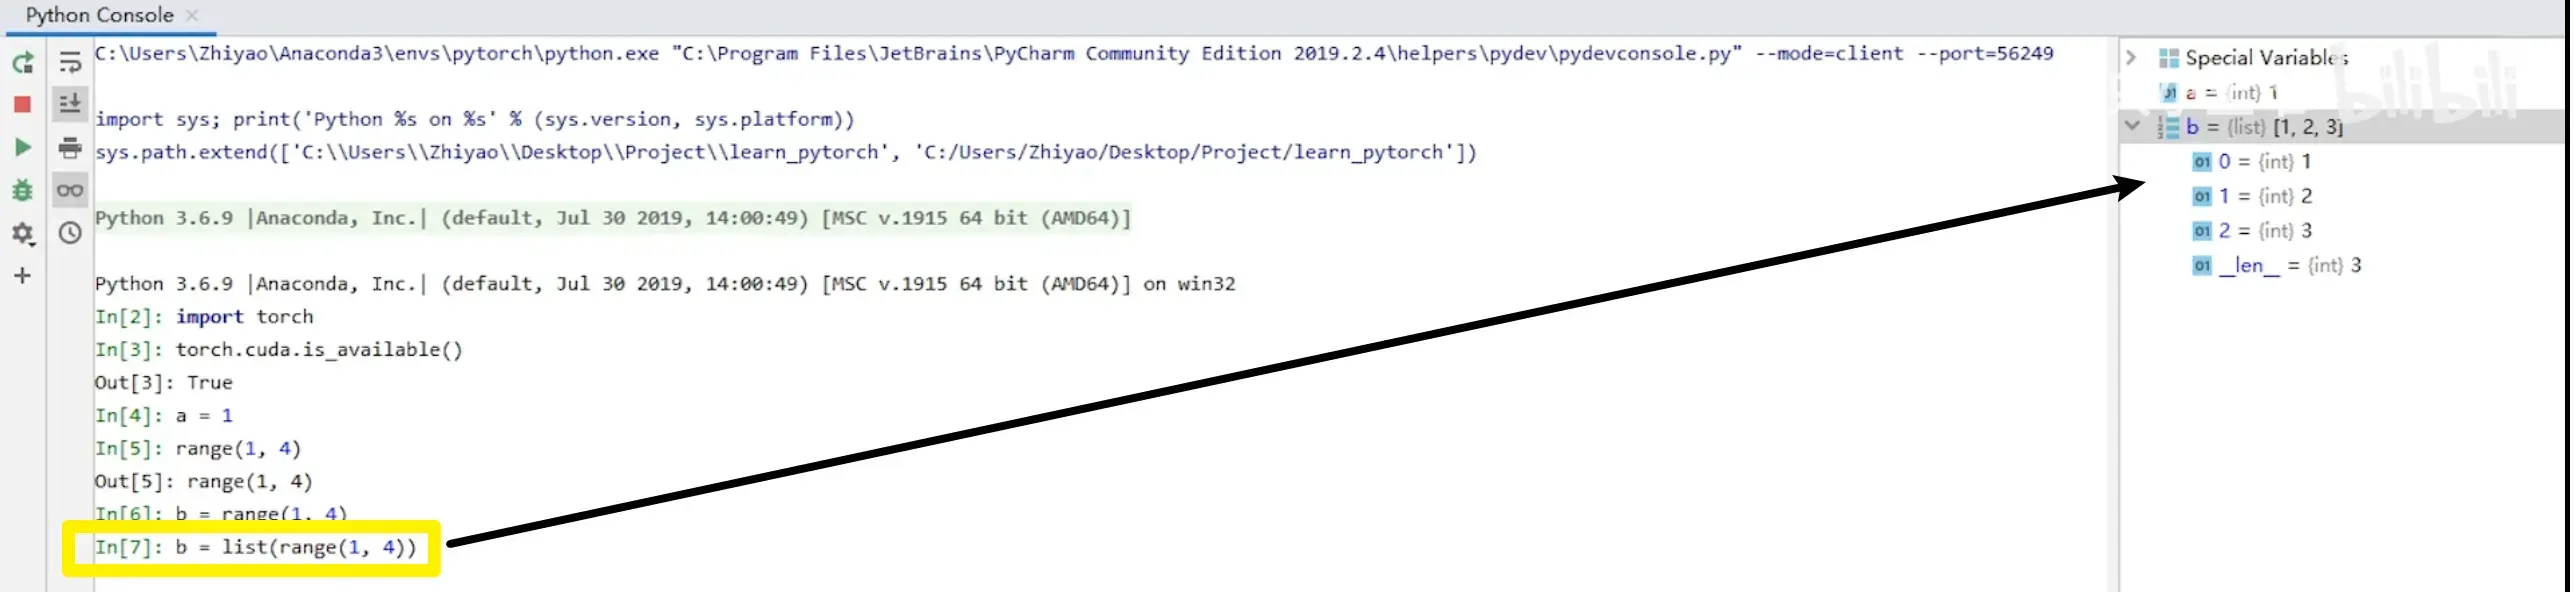 Python Console
C:\Users\Zhiyao\Anaconda3\envs\pytorch\python.exe "C:\Program Files\JetBrains\PyCharm Community Edition 2019.2.4\helpers\pydev\pydevconsole.py" --mode=client --port=56249
import sys; print('Python %s on %s' % (sys.version, sys.platform))
sys.path.extend(['C:\\Users\\Zhiyao\\Desktop\\Project\\learn_pytorch', 'C:/Users/Zhiyao/Desktop/Project/learn_pytorch'])
Python 3.6.9 |Anaconda, Inc.| (default, Jul 30 2019, 14:00:49) [MSC v.1915 64 bit (AMD64)]
Python 3.6.9 |Anaconda, Inc.| (default, Jul 30 2019, 14:00:49) [MSC v.1915 64 bit (AMD64)] on win32
In[2]: import torch
In[3]: torch.cuda.is_available()
Out[3]: True
In[4]: a = 1
In[5]: range(1, 4)
Out[5]: range(1, 4)
In[6]: b = range(1, 4)
In[7]: b = list(range(1, 4))
Special Variables
a = {int} 1
b = {list} [1, 2, 3]
0 = {int} 1
1 = {int} 2
2 = {int} 3
__len__ = {int} 3
bilibili